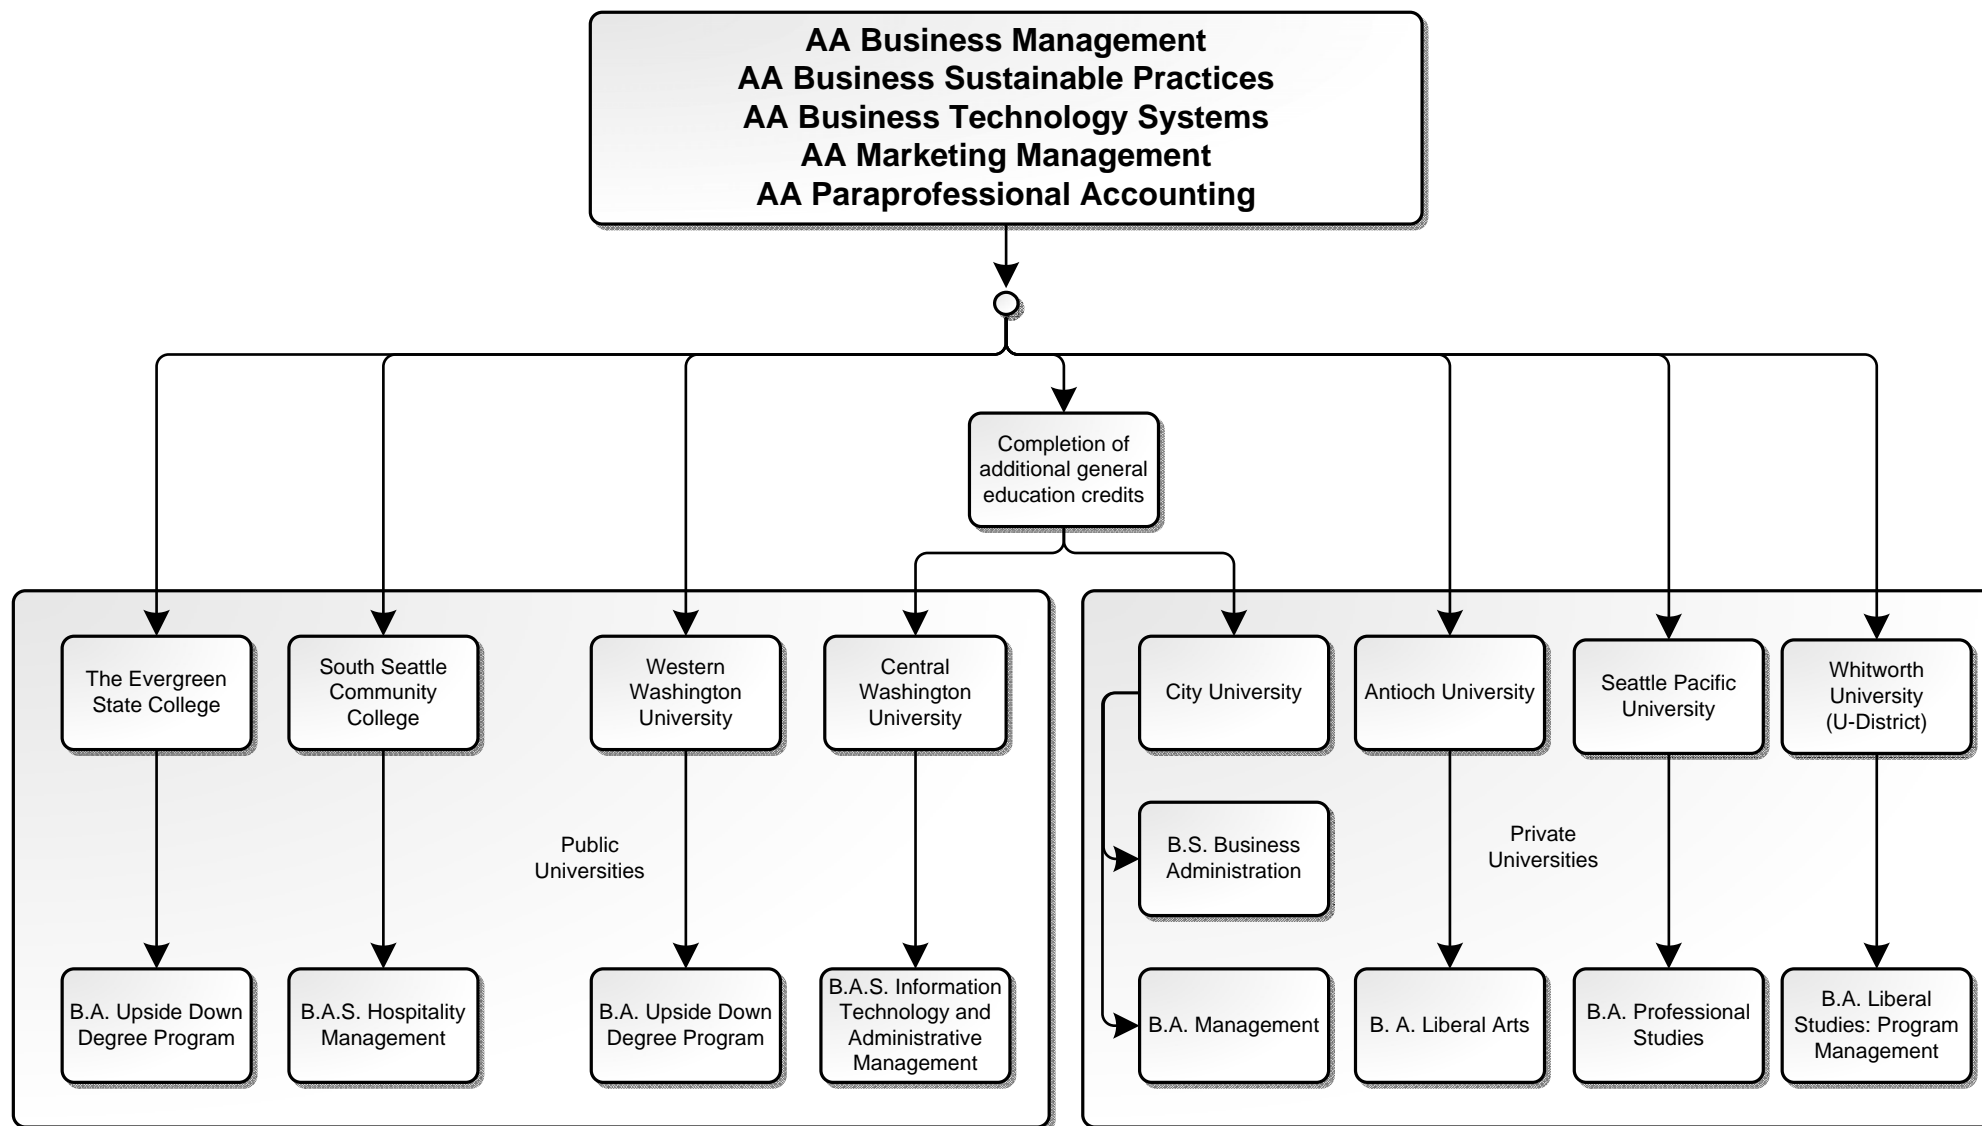 AA Business Management
AA Business Sustainable Practices
AA Business Technology Systems
AA Marketing Management
AA Paraprofessional Accounting
Completion of
additional general
education credits
The Evergreen
State College
South Seattle
Community
College
Western
Washington
University
Central
Washington
University
City University
Antioch University
Seattle Pacific
University
Whitworth
University
(U-District)
Public
Universities
B.S. Business
Administration
Private
Universities
B.A. Upside Down
Degree Program
B.A.S. Hospitality
Management
B.A. Upside Down
Degree Program
B.A.S. Information
Technology and
Administrative
Management
B.A. Management
B. A. Liberal Arts
B.A. Professional
Studies
B.A. Liberal
Studies: Program
Management